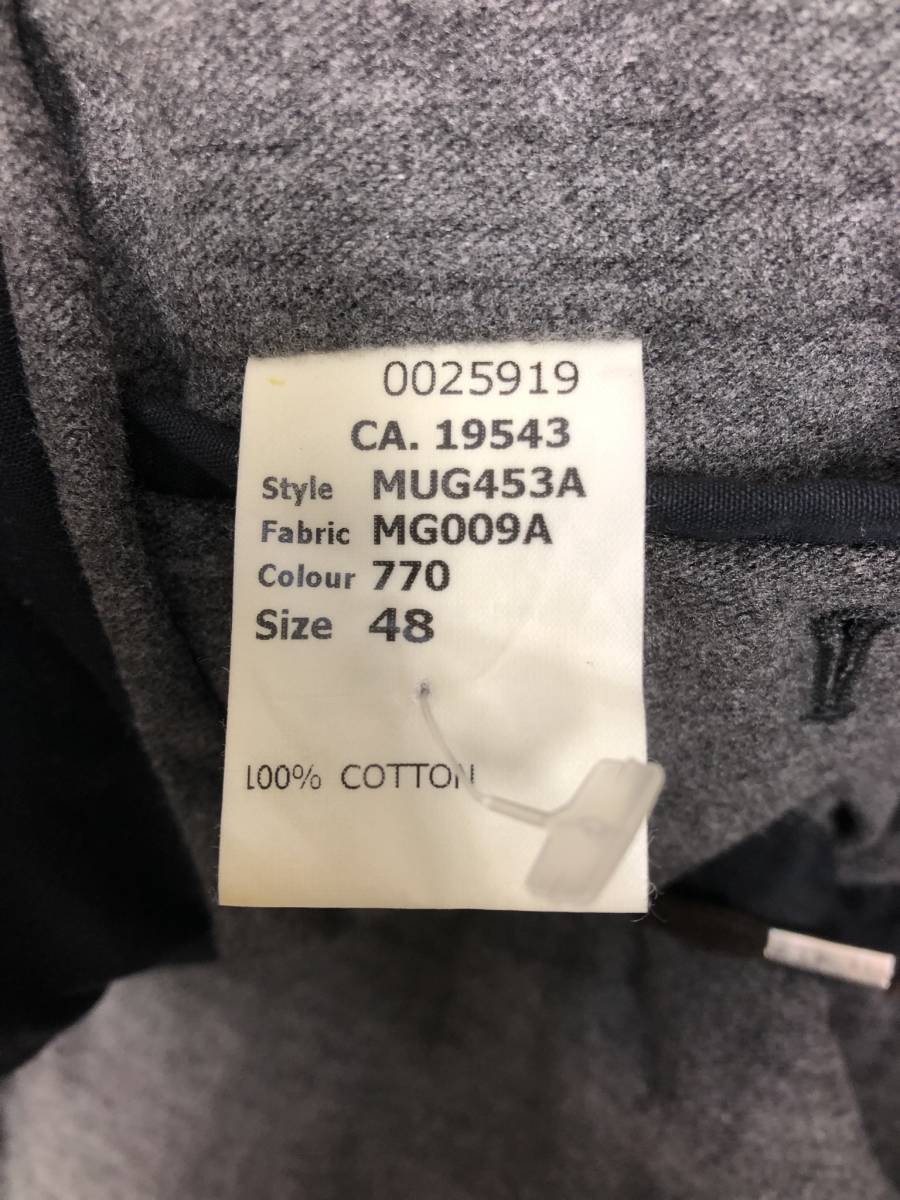 0025919
CA. 19543
Style MUG453A
Fabric MG009A
Colour 770
Size 48
100% COTTON